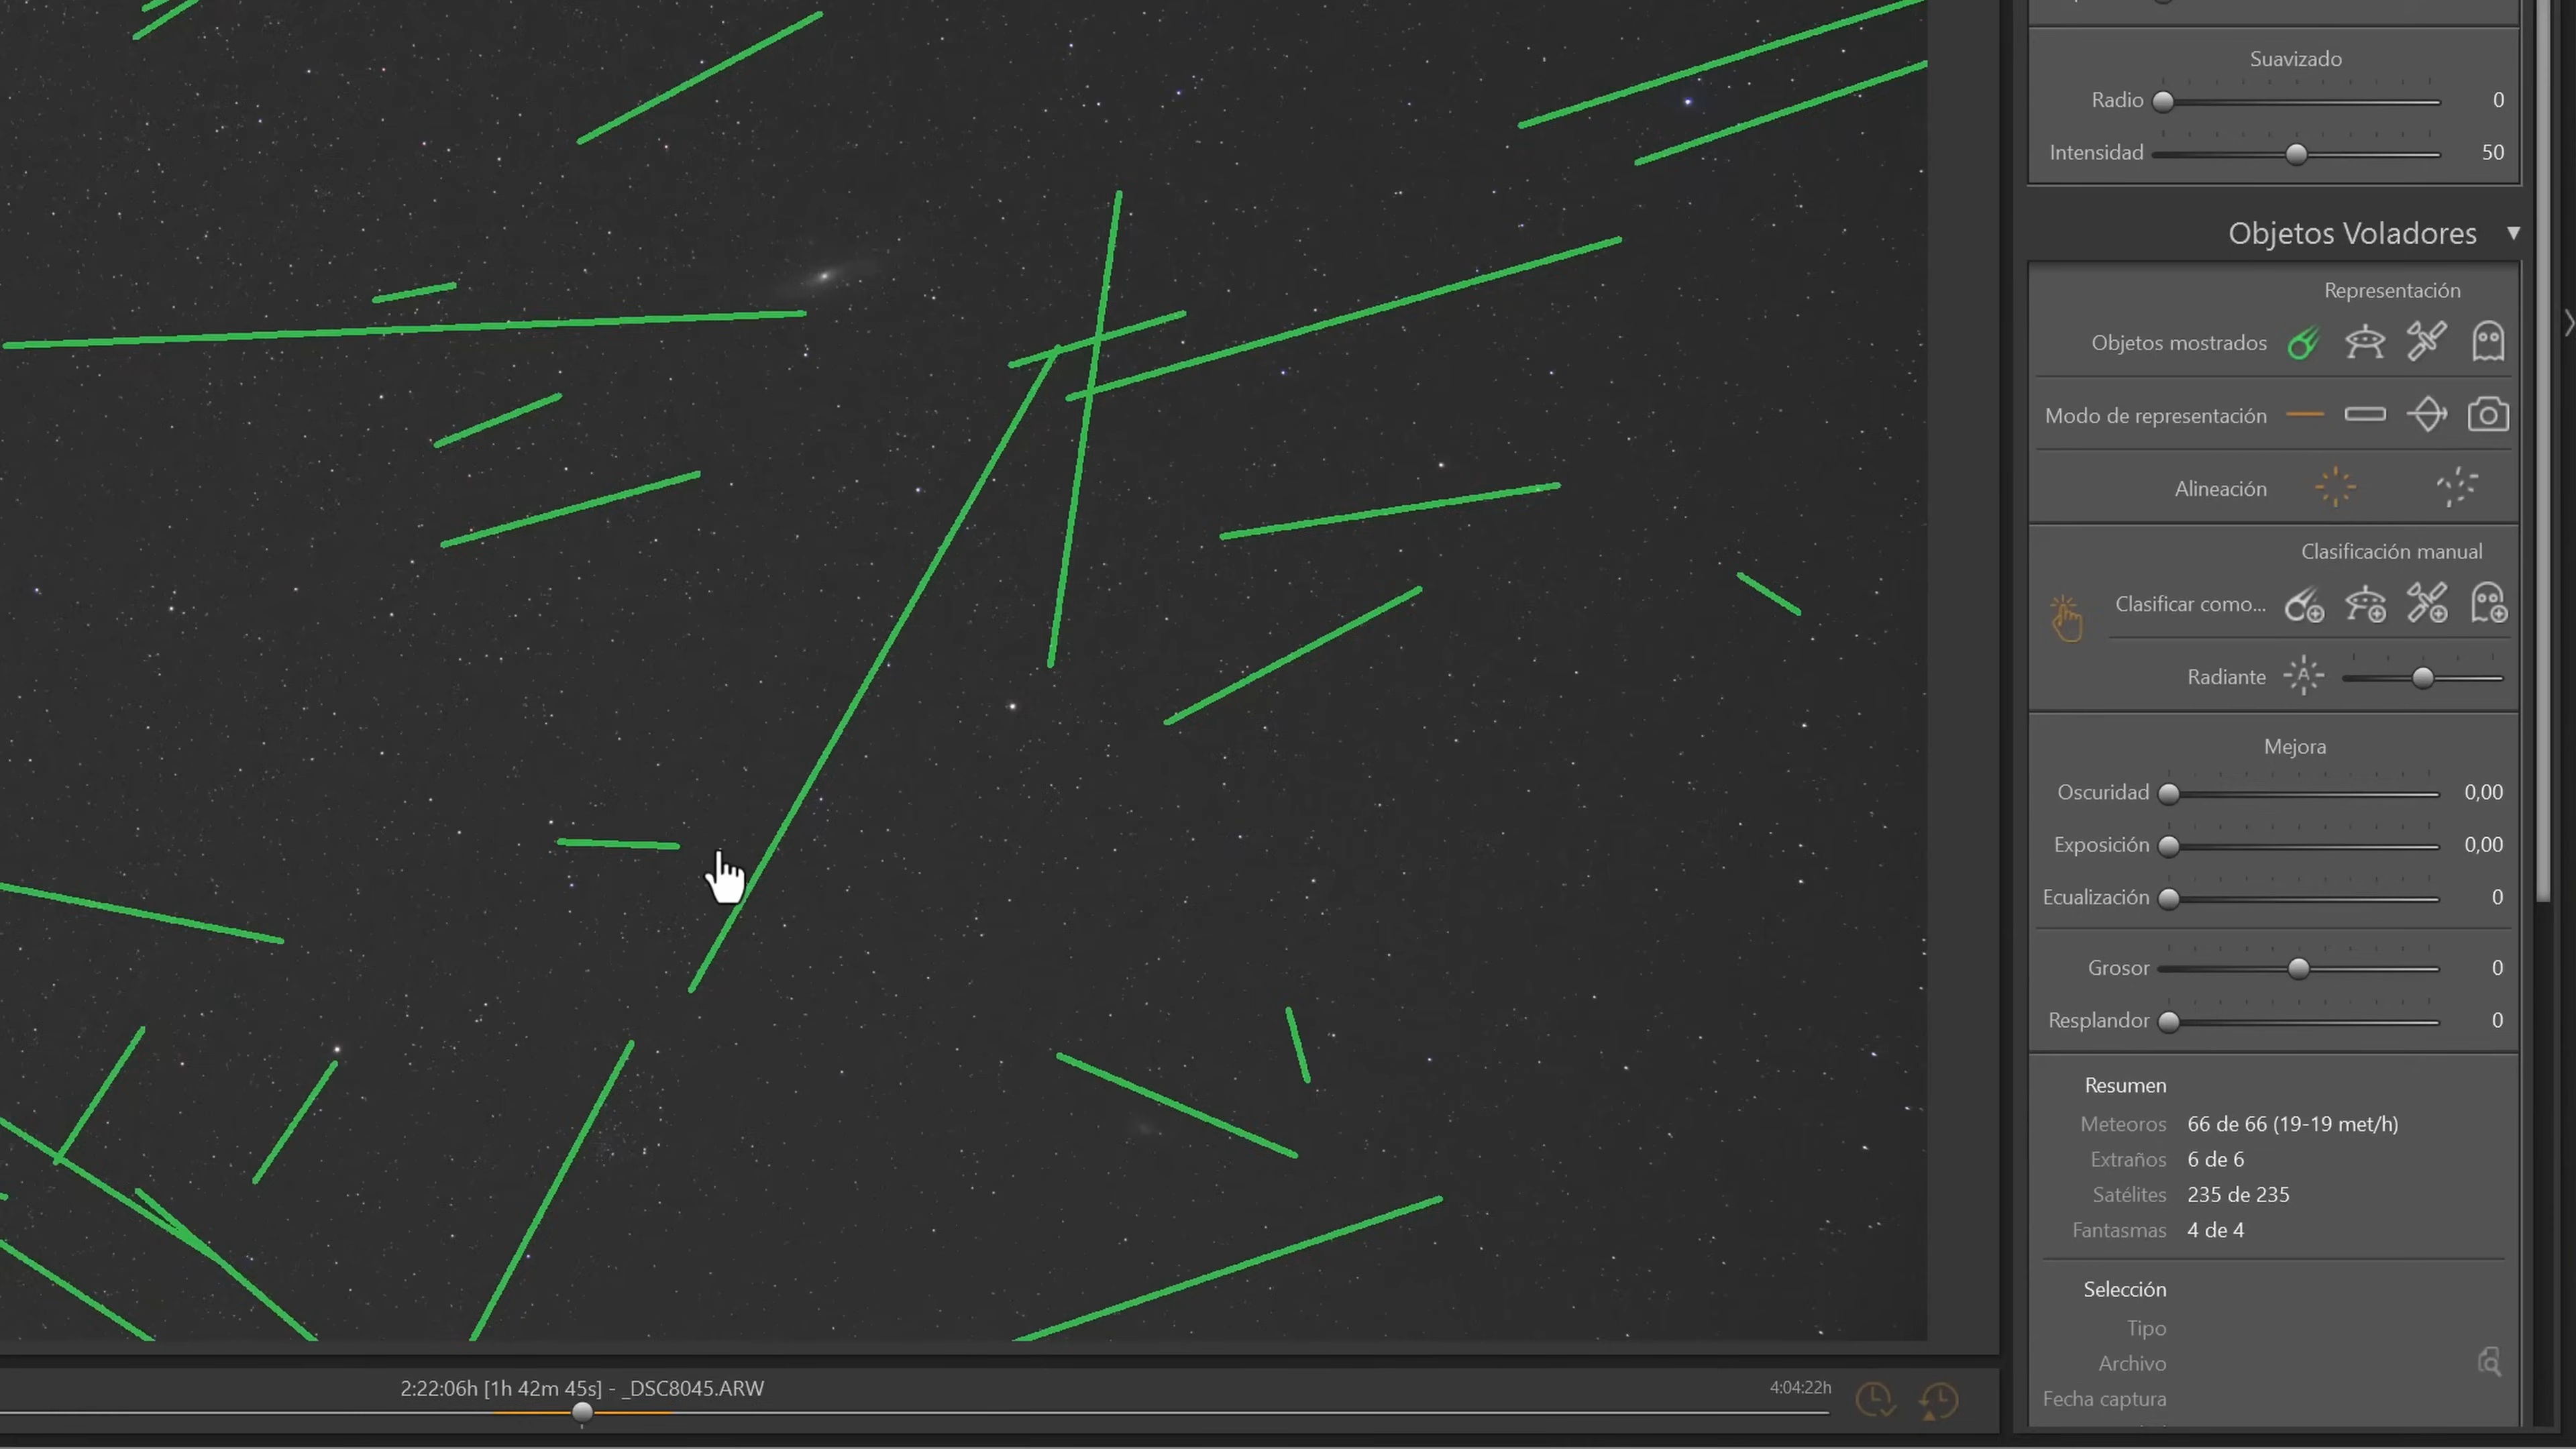 Suavizado
Radio 0
Intensidad 50
Objetos Voladores
Representación
Objetos mostrados
Modo de representación
Alineación
Clasificación manual
Clasificar como...
Radiante A
Mejora
Oscuridad 0,00
Exposición 0,00
Ecualización 0
Grosor 0
Resplandor 0
Resumen
Meteoros 66 de 66 (19-19 met/h)
Extraños 6 de 6
Satélites 235 de 235
Fantasmas 4 de 4
Selección
Tipo
Archivo
Fecha captura
2:22:06h [1h 42m 45s] - _DSC8045.ARW
4:04:22h